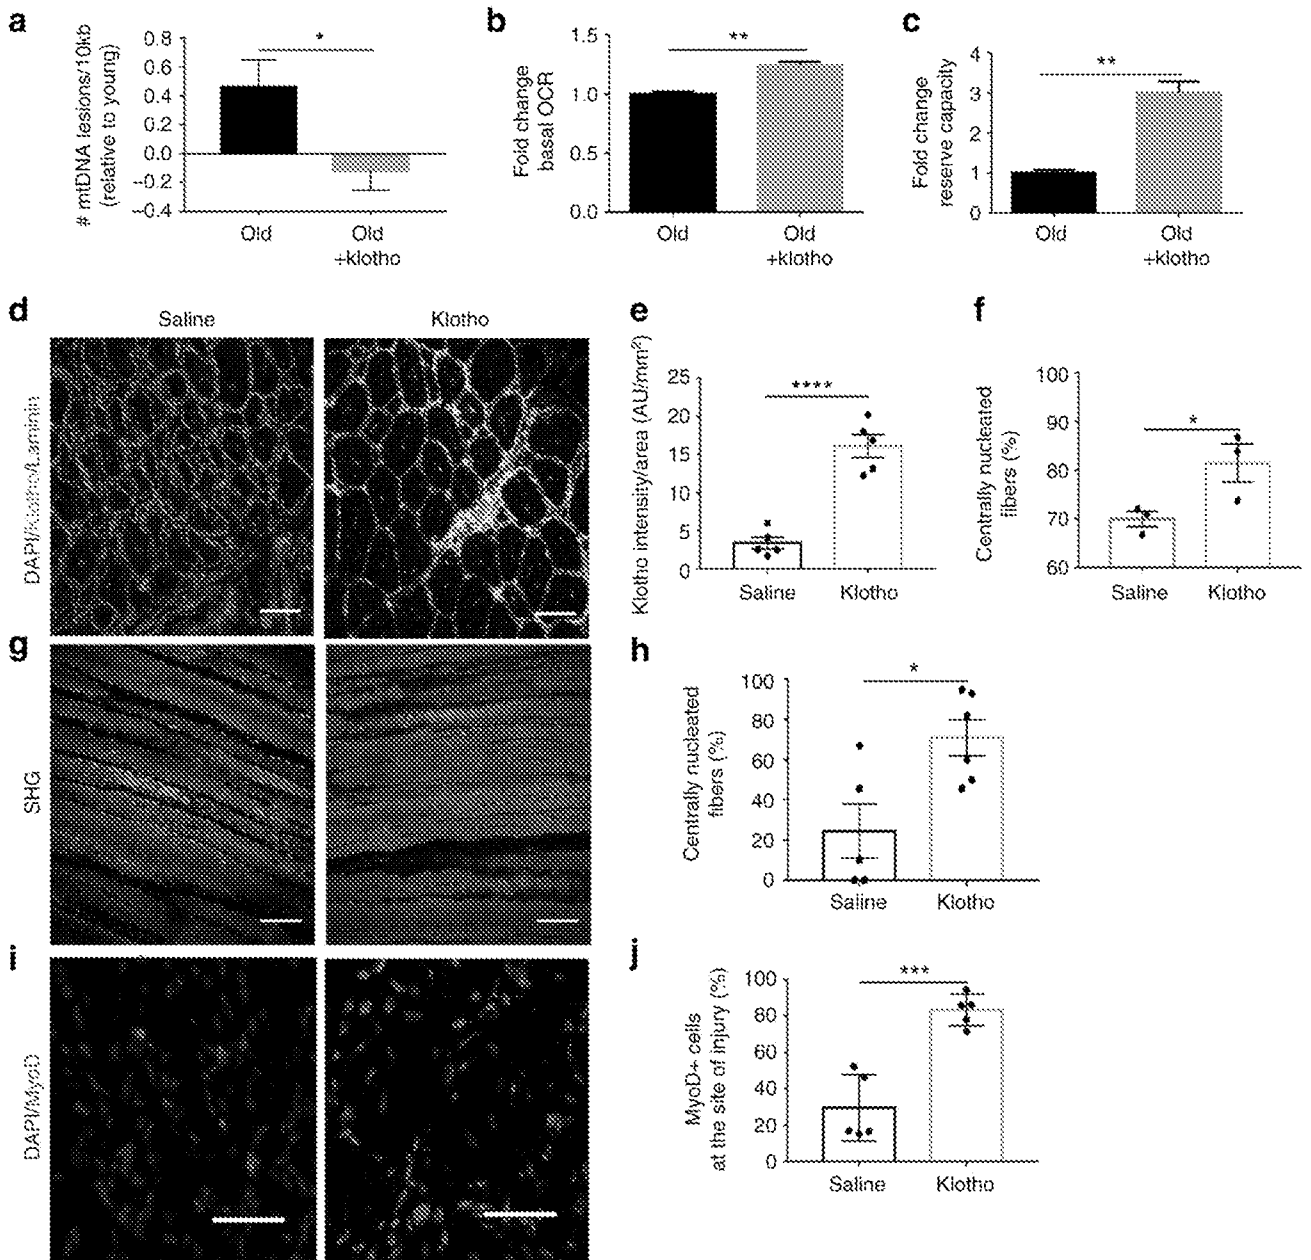 a
# mtDNA lesions/10kb
(relative to young)
0.8
0.6
0.4
0.2
0.0
-0.2
-0.4
*
Old
Old
+klotho
b
Fold change
basal OCR
1.5
1.0
0.5
0.0
**
Old
Old
+klotho
c
Fold change
reserve capacity
4
3
2
1
0
**
Old
Old
+klotho
d
Saline
Klotho
DAPI/Klotho/Laminin
e
Klotho intensity/area (AU/mm²)
25
20
15
10
5
0
****
Saline
Klotho
f
Centrally nucleated
fibers (%)
100
90
80
70
60
*
Saline
Klotho
g
SHG
h
Centrally nucleated
fibers (%)
100
80
60
40
20
0
*
Saline
Klotho
i
DAPI/MyoD
j
MyoD+ cells
at the site of injury (%)
100
80
60
40
20
0
***
Saline
Klotho